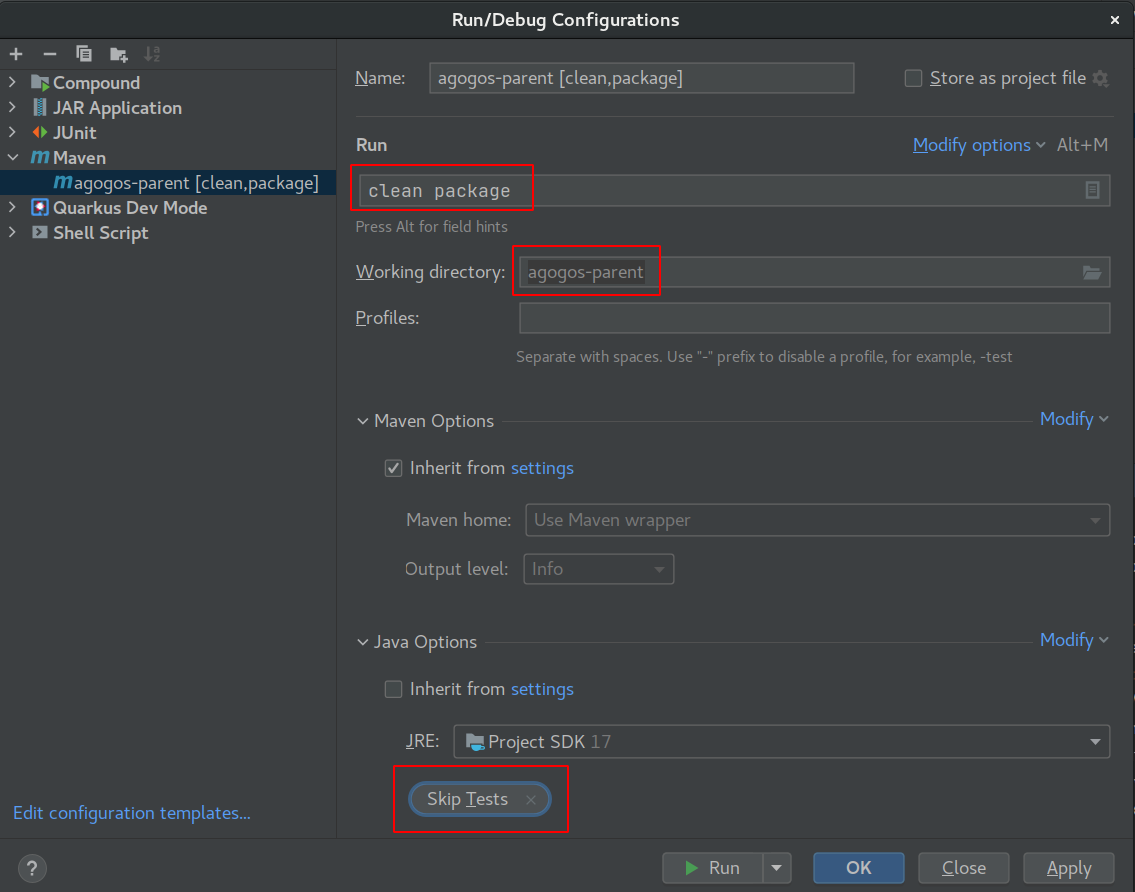 Run/Debug Configurations
Compound
JAR Application
JUnit
Maven
agogos-parent [clean,package]
Quarkus Dev Mode
Shell Script
Edit configuration templates...
Name: agogos-parent [clean,package] Store as project file
Run Modify options Alt+M
clean package
Press Alt for field hints
Working directory: agogos-parent
Profiles:
Separate with spaces. Use "-" prefix to disable a profile, for example, -test
Maven Options Modify
Inherit from settings
Maven home: Use Maven wrapper
Output level: Info
Java Options Modify
Inherit from settings
JRE: Project SDK 17
Skip Tests
? Run OK Close Apply